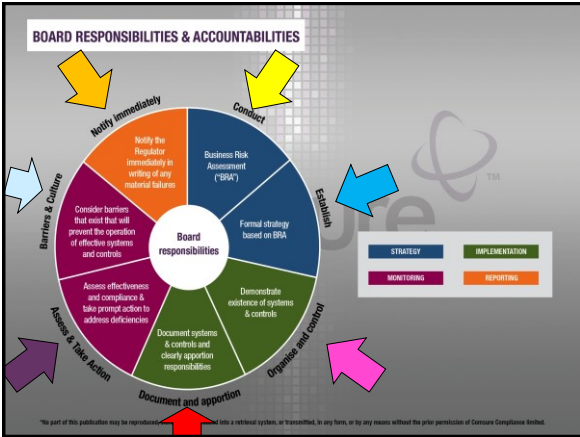 BOARD RESPONSIBILITIES & ACCOUNTABILITIES
Notify immediately
Conduct
Establish
Organise and control
Document and apportion
Assess & Take Action
Barriers & Culture
Notify the
Regulator
immediately in
writing of any
material failures
Business Risk
Assessment
("BRA")
Formal strategy
based on BRA
Demonstrate
existence of systems
& controls
Document systems
& controls and
clearly apportion
responsibilities
Assess effectiveness
and compliance &
take prompt action to
address deficiencies
Consider barriers
that exist that will
prevent the operation
of effective systems
and controls
Board
responsibilities
ure
TM
STRATEGY
IMPLEMENTATION
MONITORING
REPORTING
"No part of this publication may be reproduced, into a retrieval system, or transmitted, in any form, or by any means without the prior permission of Comsure Compliance limited.